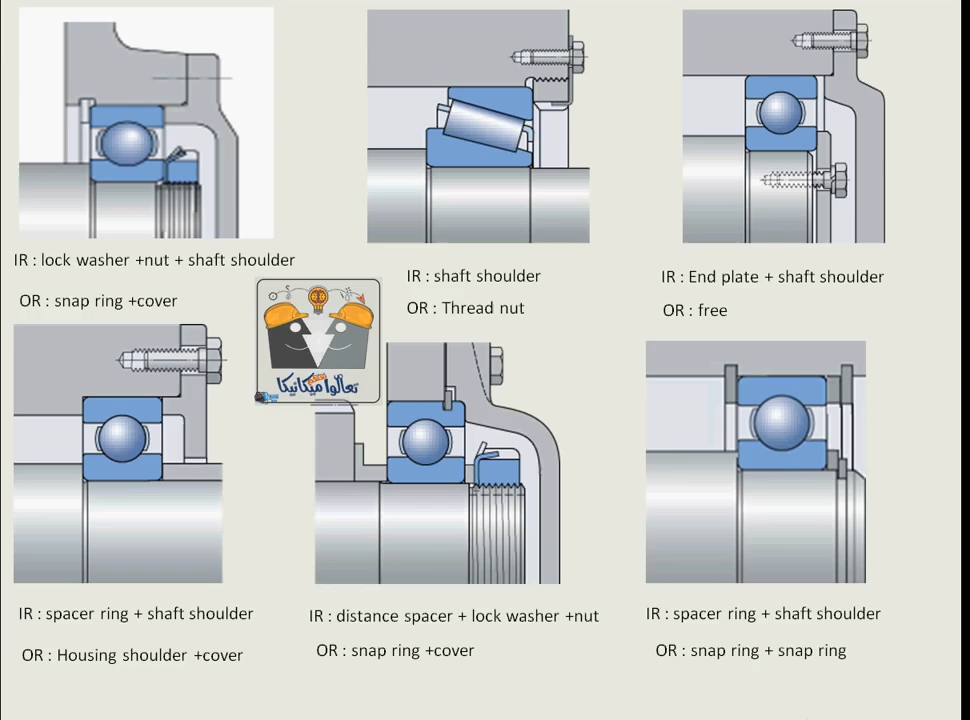 IR : lock washer +nut + shaft shoulder
OR : snap ring +cover
IR : shaft shoulder
OR : Thread nut
IR : End plate + shaft shoulder
OR : free
تعالوا ميكانيكا
IR : spacer ring + shaft shoulder
OR : Housing shoulder +cover
IR : distance spacer + lock washer +nut
OR : snap ring +cover
IR : spacer ring + shaft shoulder
OR : snap ring + snap ring